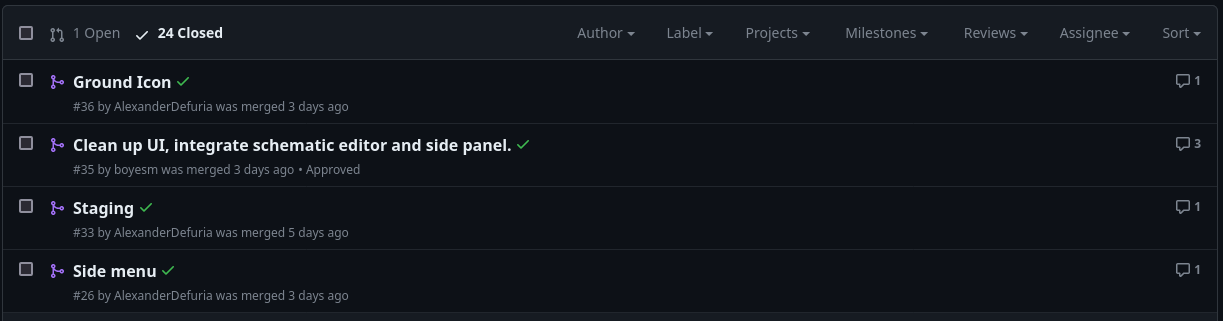 1 Open 24 Closed Author Label Projects Milestones Reviews Assignee Sort
Ground Icon 1
#36 by AlexanderDefuria was merged 3 days ago
Clean up UI, integrate schematic editor and side panel. 3
#35 by boyesm was merged 3 days ago • Approved
Staging 1
#33 by AlexanderDefuria was merged 5 days ago
Side menu 1
#26 by AlexanderDefuria was merged 3 days ago